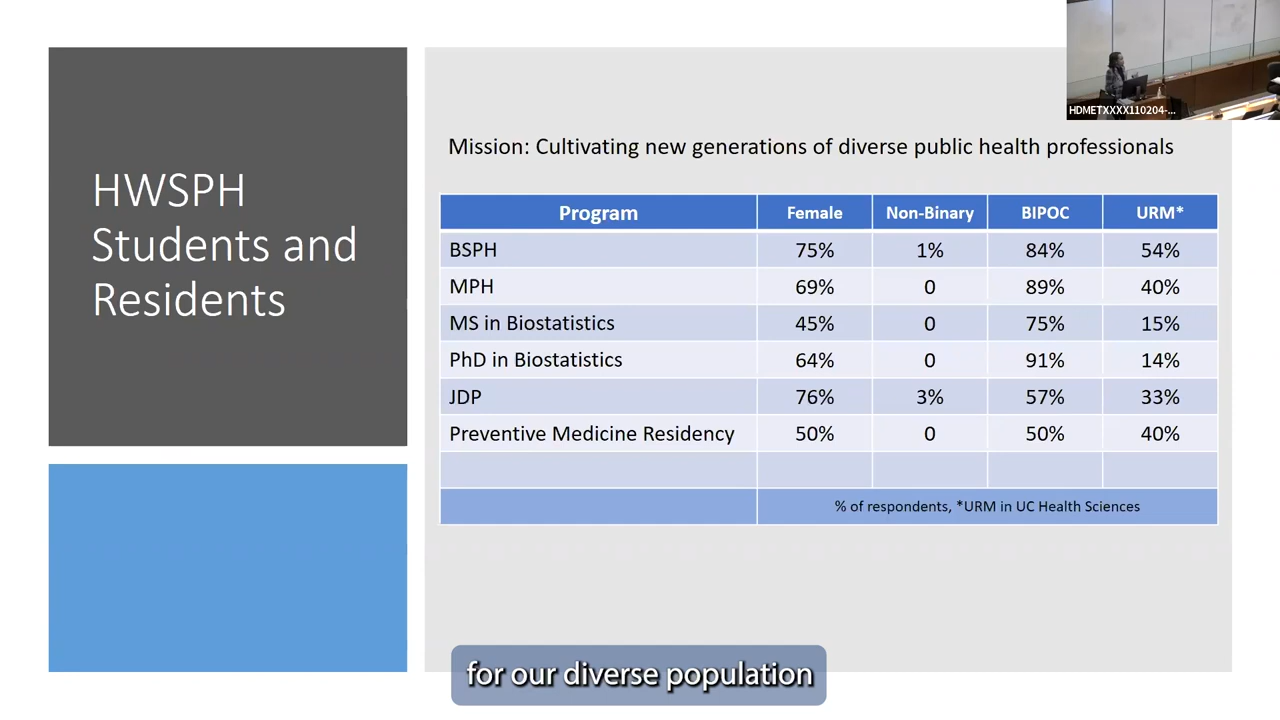 HDMETXXXX110204-...
HWSPH
Students and
Residents
Mission: Cultivating new generations of diverse public health professionals
Program Female Non-Binary BIPOC URM*
BSPH 75% 1% 84% 54%
MPH 69% 0 89% 40%
MS in Biostatistics 45% 0 75% 15%
PhD in Biostatistics 64% 0 91% 14%
JDP 76% 3% 57% 33%
Preventive Medicine Residency 50% 0 50% 40%
% of respondents, *URM in UC Health Sciences
for our diverse population